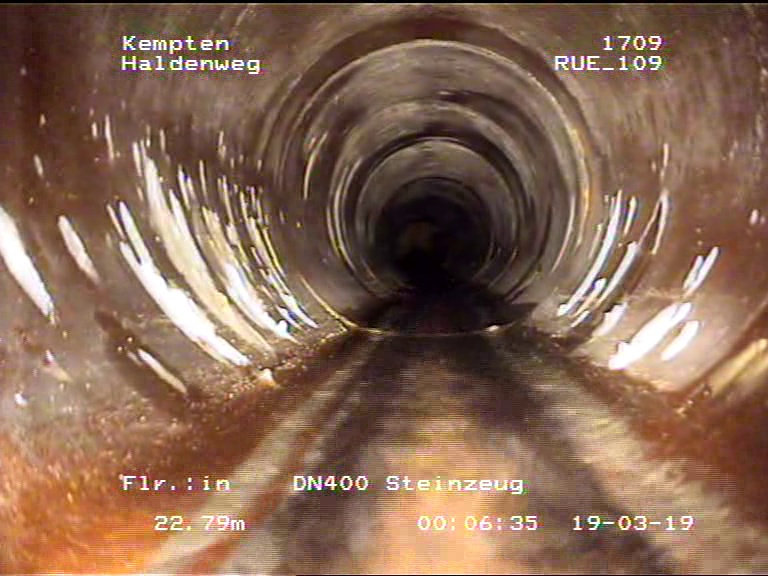 Kempten 1709
Haldenweg RUE_109
Flr.:in DN400 Steinzeug
22.79m 00:06:35 19-03-19